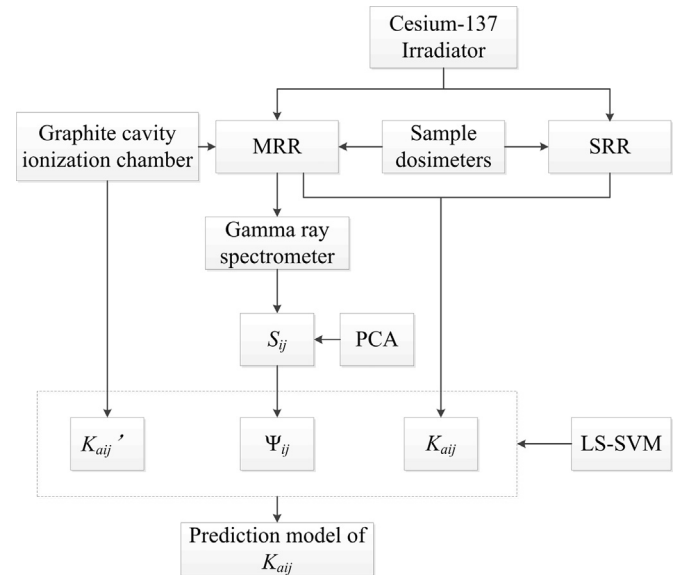 Cesium-137
Irradiator
Graphite cavity
ionization chamber
MRR
Sample
dosimeters
SRR
Gamma ray
spectrometer
Sij
PCA
Kaij′
Ψij
Kaij
LS-SVM
Prediction model of
Kaij